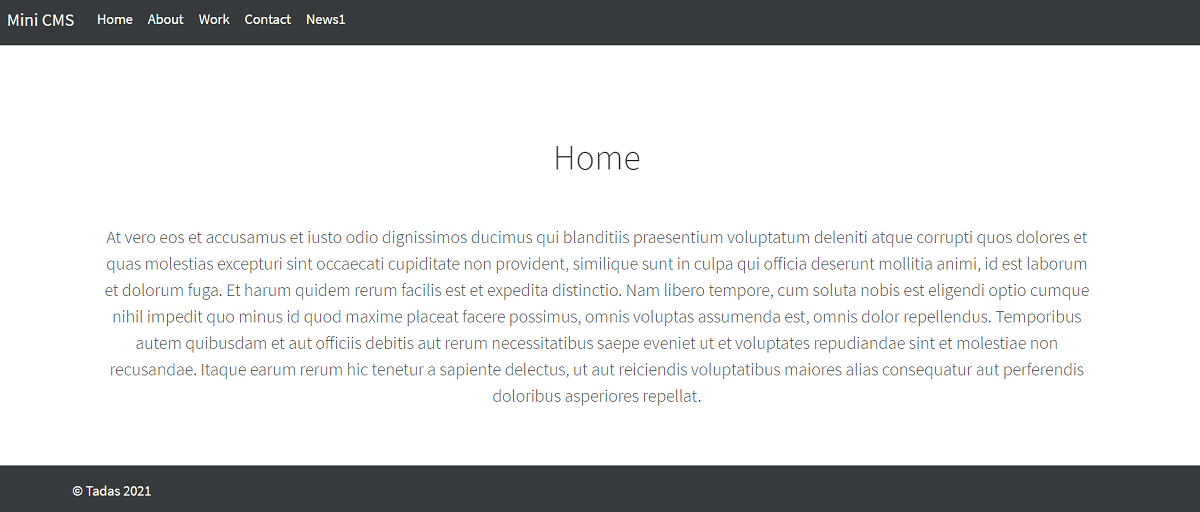 Mini CMS Home About Work Contact News1
Home
At vero eos et accusamus et iusto odio dignissimos ducimus qui blanditiis praesentium voluptatum deleniti atque corrupti quos dolores et
quas molestias excepturi sint occaecati cupiditate non provident, similique sunt in culpa qui officia deserunt mollitia animi, id est laborum
et dolorum fuga. Et harum quidem rerum facilis est et expedita distinctio. Nam libero tempore, cum soluta nobis est eligendi optio cumque
nihil impedit quo minus id quod maxime placeat facere possimus, omnis voluptas assumenda est, omnis dolor repellendus. Temporibus
autem quibusdam et aut officiis debitis aut rerum necessitatibus saepe eveniet ut et voluptates repudiandae sint et molestiae non
recusandae. Itaque earum rerum hic tenetur a sapiente delectus, ut aut reiciendis voluptatibus maiores alias consequatur aut perferendis
doloribus asperiores repellat.
© Tadas 2021